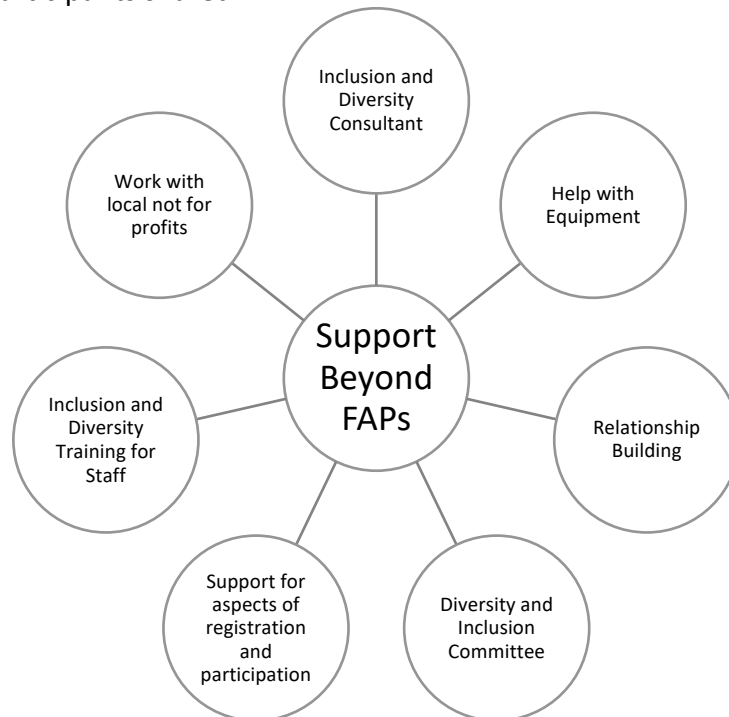 Inclusion and
Diversity
Consultant
Help with
Equipment
Relationship
Building
Diversity and
Inclusion
Committee
Support for
aspects of
registration
and
participation
Inclusion and
Diversity
Training for
Staff
Work with
local not for
profits
Support
Beyond
FAPs